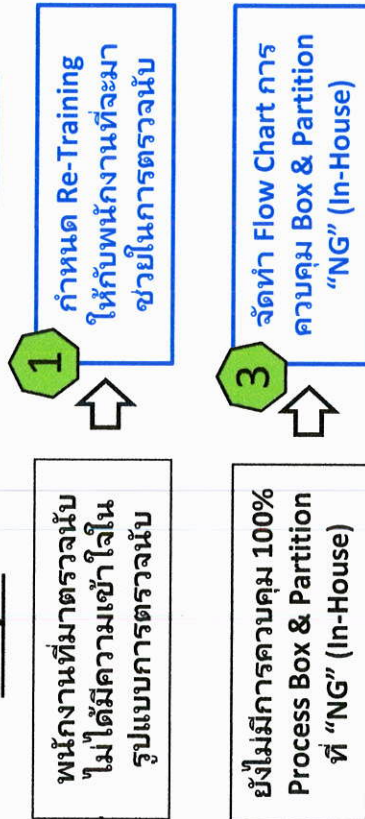 พนักงานที่มาตรวจนับ
ไม่ได้มีความเข้าใจใน
รูปแบบการตรวจนับ
1
กำหนด Re-Training
ให้กับพนักงานที่จะมา
ช่วยในการตรวจนับ
ยังไม่มีการควบคุม 100%
Process Box & Partition
ที่ “NG” (In-House)
3
จัดทำ Flow Chart การ
ควบคุม Box & Partition
“NG” (In-House)